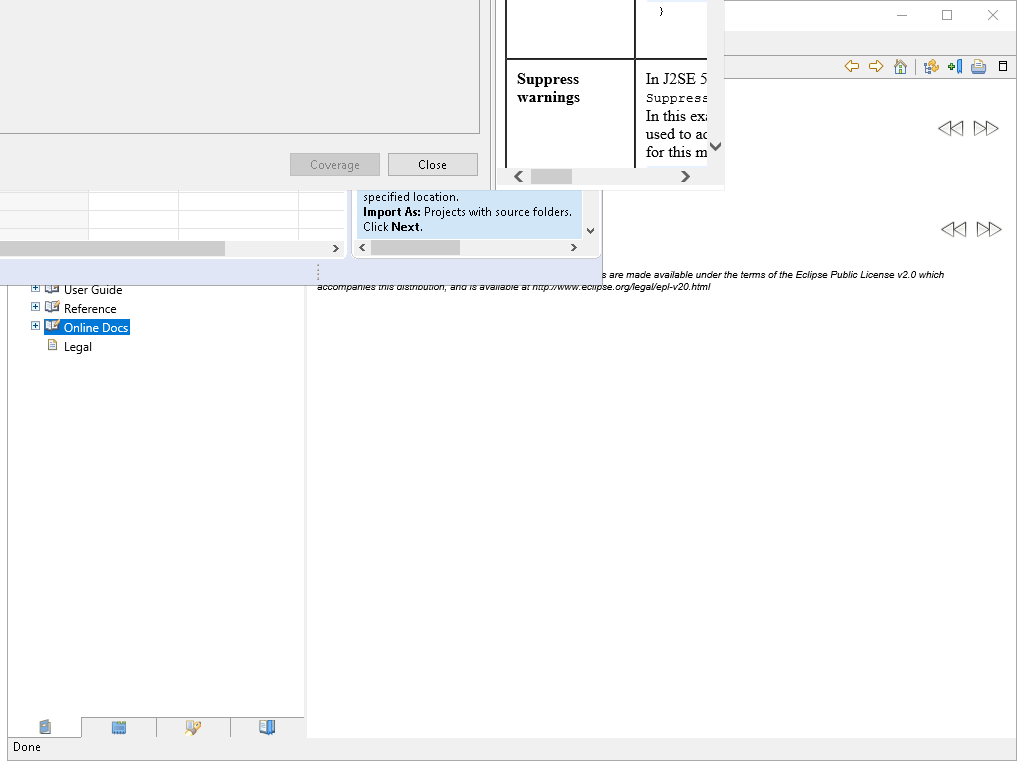 }
Suppress
warnings
In J2SE 5
Suppress
In this exa
used to ac
for this m
Coverage
Close
specified location.
Import As: Projects with source folders.
Click Next.
s are made available under the terms of the Eclipse Public License v2.0 which
accompanies this distribution, and is available at http://www.eclipse.org/legal/epl-v20.html
User Guide
Reference
Online Docs
Legal
Done